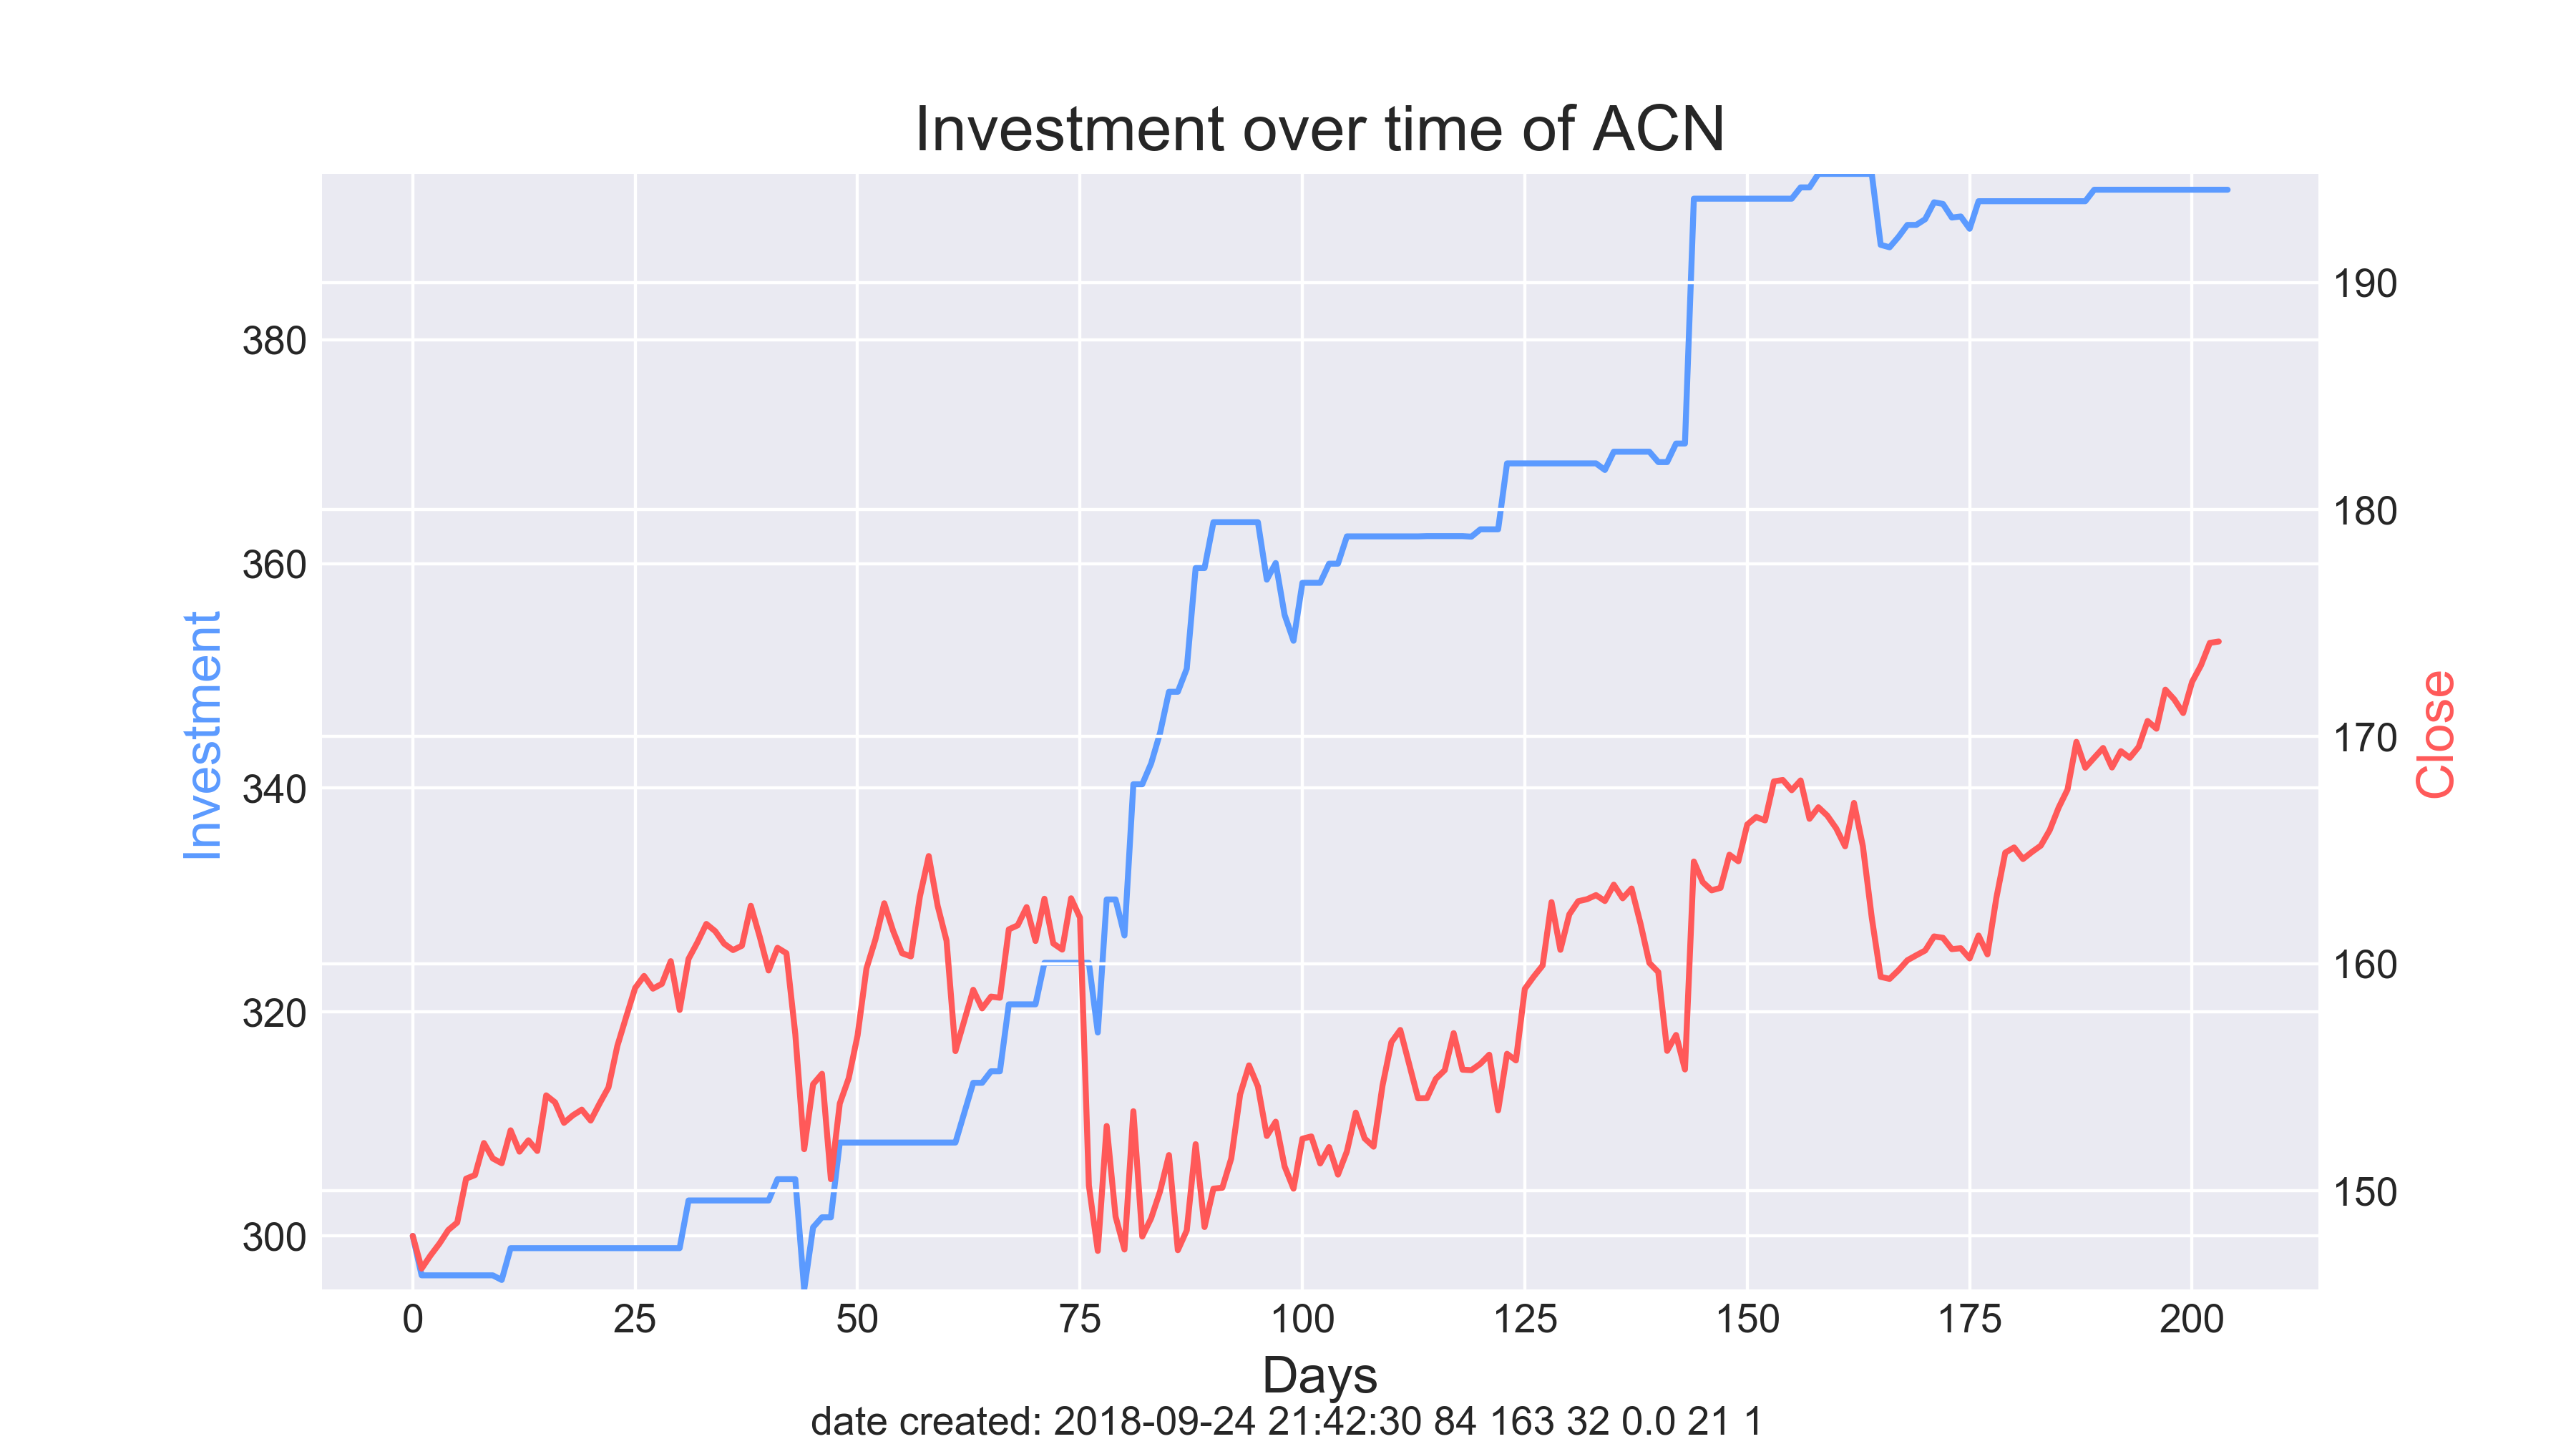 Investment over time of ACN
Investment
380
360
340
320
300
190
180
170
160
150
Close
0 25 50 75 100 125 150 175 200
Days
date created: 2018-09-24 21:42:30 84 163 32 0.0 21 1